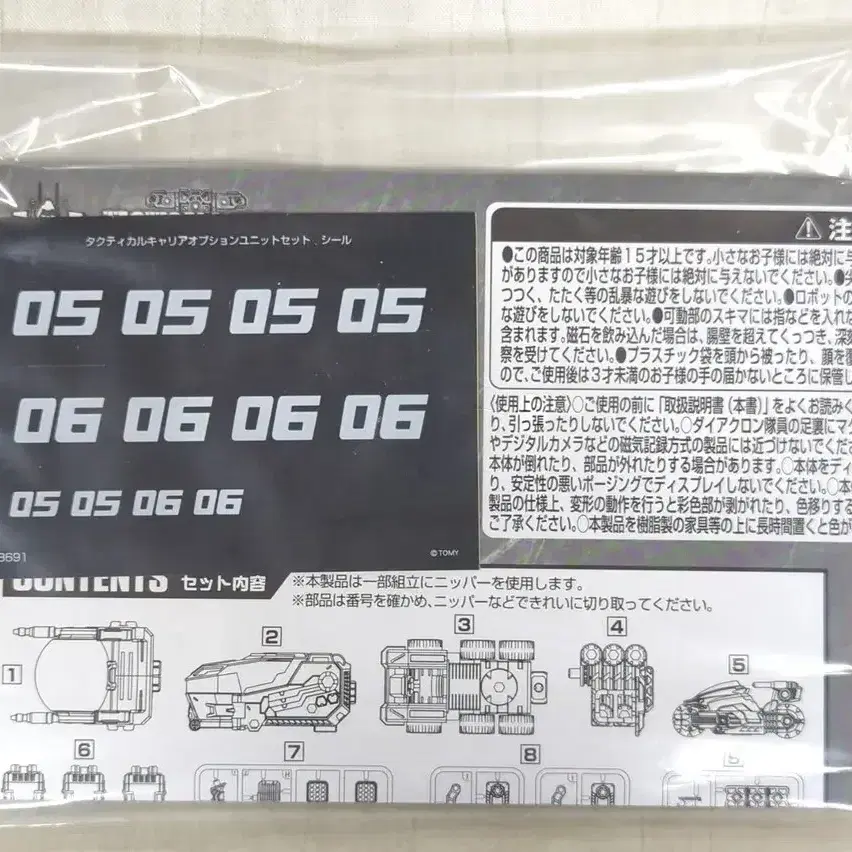 タクティカルキャリアオプションユニットセット シール
05 05 05 05
06 06 06 06
05 05 06 06
3691
©TOMY
⚠注
●この商品は対象年齢15才以上です。小さなお子様には絶対に与
がありますので小さなお子様には絶対に与えないでください。●尖
つつく、たたく等の乱暴な遊びをしないでください。●ロボットの
な遊びをしないでください。●可動部のスキマには指などを入れな
含まれます。磁石を飲み込んだ場合は、腸壁を超えてくっつき、深刻
察を受けてください。●プラスチック袋を頭から被ったり、顔を覆
ので、ご使用後は3才未満のお子様の手の届かないところに保管し
〈使用上の注意〉○ご使用の前に「取扱説明書(本書)」をよくお読みく
り、引っ張ったりしないでください。○ダイアクロン隊員の足裏にマグ
やデジタルカメラなどの磁気記録方式の製品には近づけないでくださ
本体が倒れたり、部品が外れたりする場合があります。○本体をディ
り、安定性の悪いポージングでディスプレイしないでください。○本
製品の仕様上、変形の動作を行うと彩色部が剥がれたり、色移りする
ご了承ください。○本製品を樹脂製の家具等の上に長時間置くと色が
CONTENTS セット内容
※本製品は一部組立にニッパーを使用します。
※部品は番号を確かめ、ニッパーなどできれいに切り取ってください。
1
2
3
4
5
6
7
8